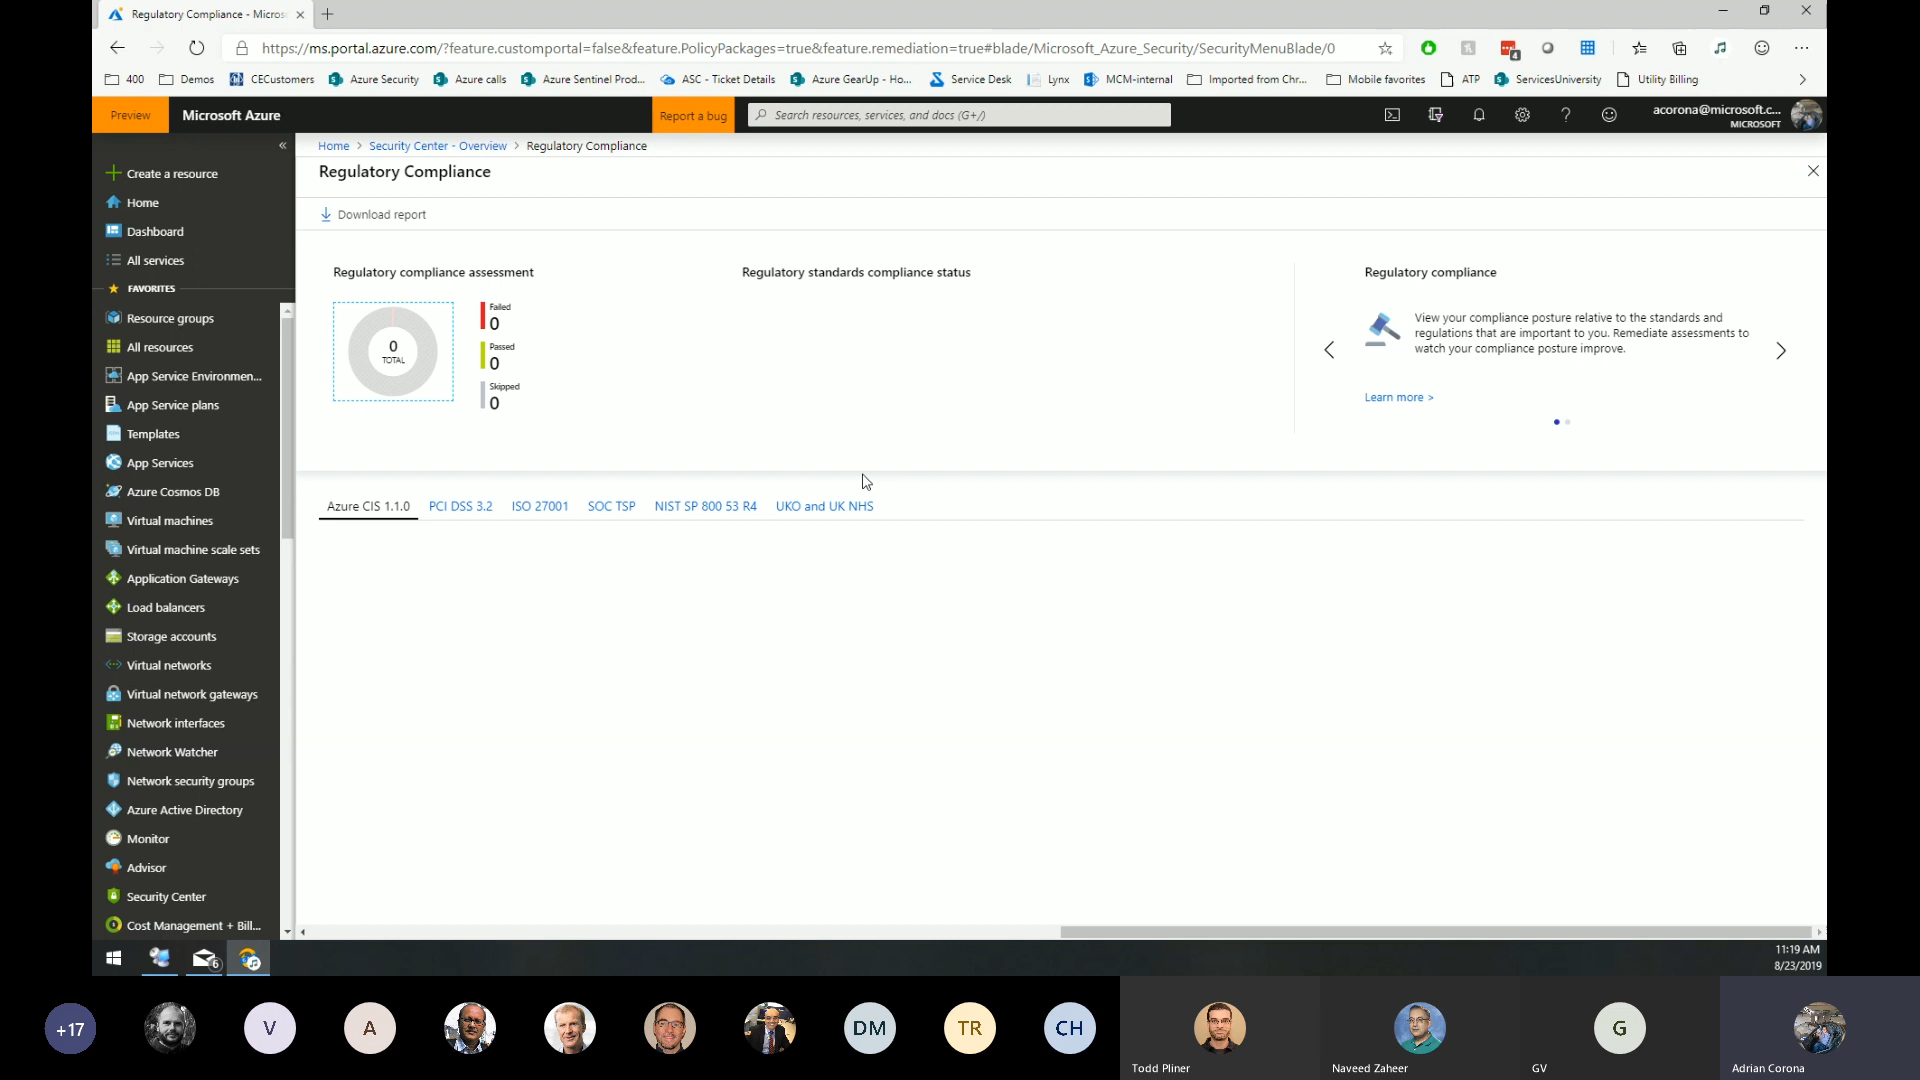 Regulatory Compliance - Micros
https://ms.portal.azure.com/?feature.customportal=false&feature.PolicyPackages=true&feature.remediation=true#blade/Microsoft_Azure_Security/SecurityMenuBlade/0
4
400
Demos
CECustomers
Azure Security
Azure calls
Azure Sentinel Prod...
ASC - Ticket Details
Azure GearUp - Ho...
Service Desk
Lynx
MCM-internal
Imported from Chr...
Mobile favorites
ATP
ServicesUniversity
Utility Billing
Preview
Microsoft Azure
Report a bug
Search resources, services, and docs (G+/)
acorona@microsoft.c...
MICROSOFT
Home > Security Center - Overview > Regulatory Compliance
Regulatory Compliance
Download report
Create a resource
Home
Dashboard
All services
FAVORITES
Resource groups
All resources
App Service Environmen...
App Service plans
Templates
App Services
Azure Cosmos DB
Virtual machines
Virtual machine scale sets
Application Gateways
Load balancers
Storage accounts
Virtual networks
Virtual network gateways
Network interfaces
Network Watcher
Network security groups
Azure Active Directory
Monitor
Advisor
Security Center
Cost Management + Bill...
Regulatory compliance assessment
0
TOTAL
Failed
0
Passed
0
Skipped
0
Regulatory standards compliance status
Regulatory compliance
View your compliance posture relative to the standards and
regulations that are important to you. Remediate assessments to
watch your compliance posture improve.
Learn more >
Azure CIS 1.1.0
PCI DSS 3.2
ISO 27001
SOC TSP
NIST SP 800 53 R4
UKO and UK NHS
6
11:19 AM
8/23/2019
+17
V
A
DM
TR
CH
Todd Pliner
Naveed Zaheer
G
GV
Adrian Corona